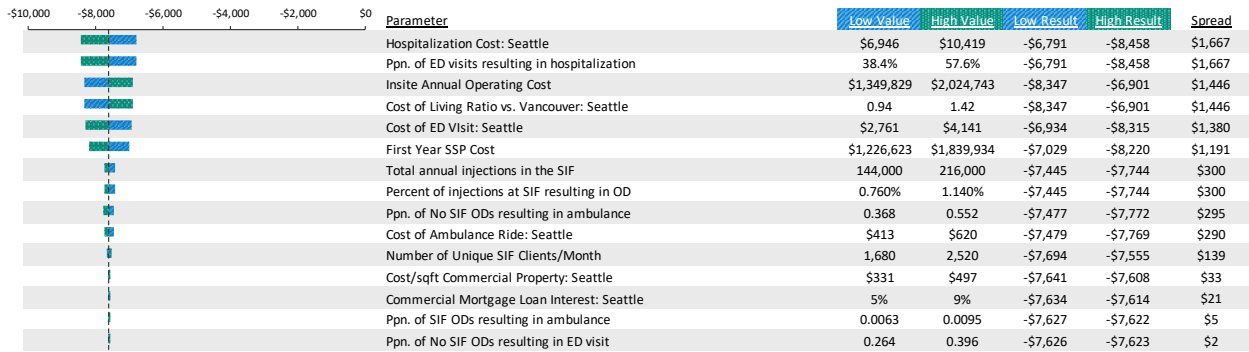 -$10,000 -$8,000 -$6,000 -$4,000 -$2,000 $0
Parameter Low Value High Value Low Result High Result Spread
Hospitalization Cost: Seattle $6,946 $10,419 -$6,791 -$8,458 $1,667
Ppn. of ED visits resulting in hospitalization 38.4% 57.6% -$6,791 -$8,458 $1,667
Insite Annual Operating Cost $1,349,829 $2,024,743 -$8,347 -$6,901 $1,446
Cost of Living Ratio vs. Vancouver: Seattle 0.94 1.42 -$8,347 -$6,901 $1,446
Cost of ED VIsit: Seattle $2,761 $4,141 -$6,934 -$8,315 $1,380
First Year SSP Cost $1,226,623 $1,839,934 -$7,029 -$8,220 $1,191
Total annual injections in the SIF 144,000 216,000 -$7,445 -$7,744 $300
Percent of injections at SIF resulting in OD 0.760% 1.140% -$7,445 -$7,744 $300
Ppn. of No SIF ODs resulting in ambulance 0.368 0.552 -$7,477 -$7,772 $295
Cost of Ambulance Ride: Seattle $413 $620 -$7,479 -$7,769 $290
Number of Unique SIF Clients/Month 1,680 2,520 -$7,694 -$7,555 $139
Cost/sqft Commercial Property: Seattle $331 $497 -$7,641 -$7,608 $33
Commercial Mortgage Loan Interest: Seattle 5% 9% -$7,634 -$7,614 $21
Ppn. of SIF ODs resulting in ambulance 0.0063 0.0095 -$7,627 -$7,622 $5
Ppn. of No SIF ODs resulting in ED visit 0.264 0.396 -$7,626 -$7,623 $2